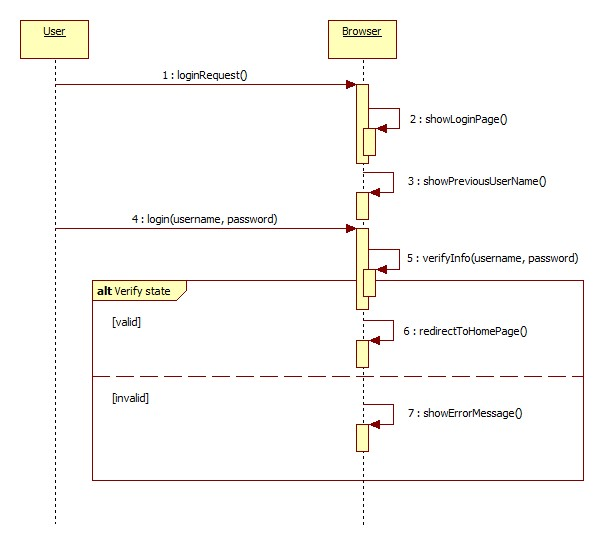 User
Browser
1 : loginRequest()
2 : showLoginPage()
3 : showPreviousUserName()
4 : login(username, password)
5 : verifyInfo(username, password)
alt Verify state
[valid]
6 : redirectToHomePage()
[invalid]
7 : showErrorMessage()